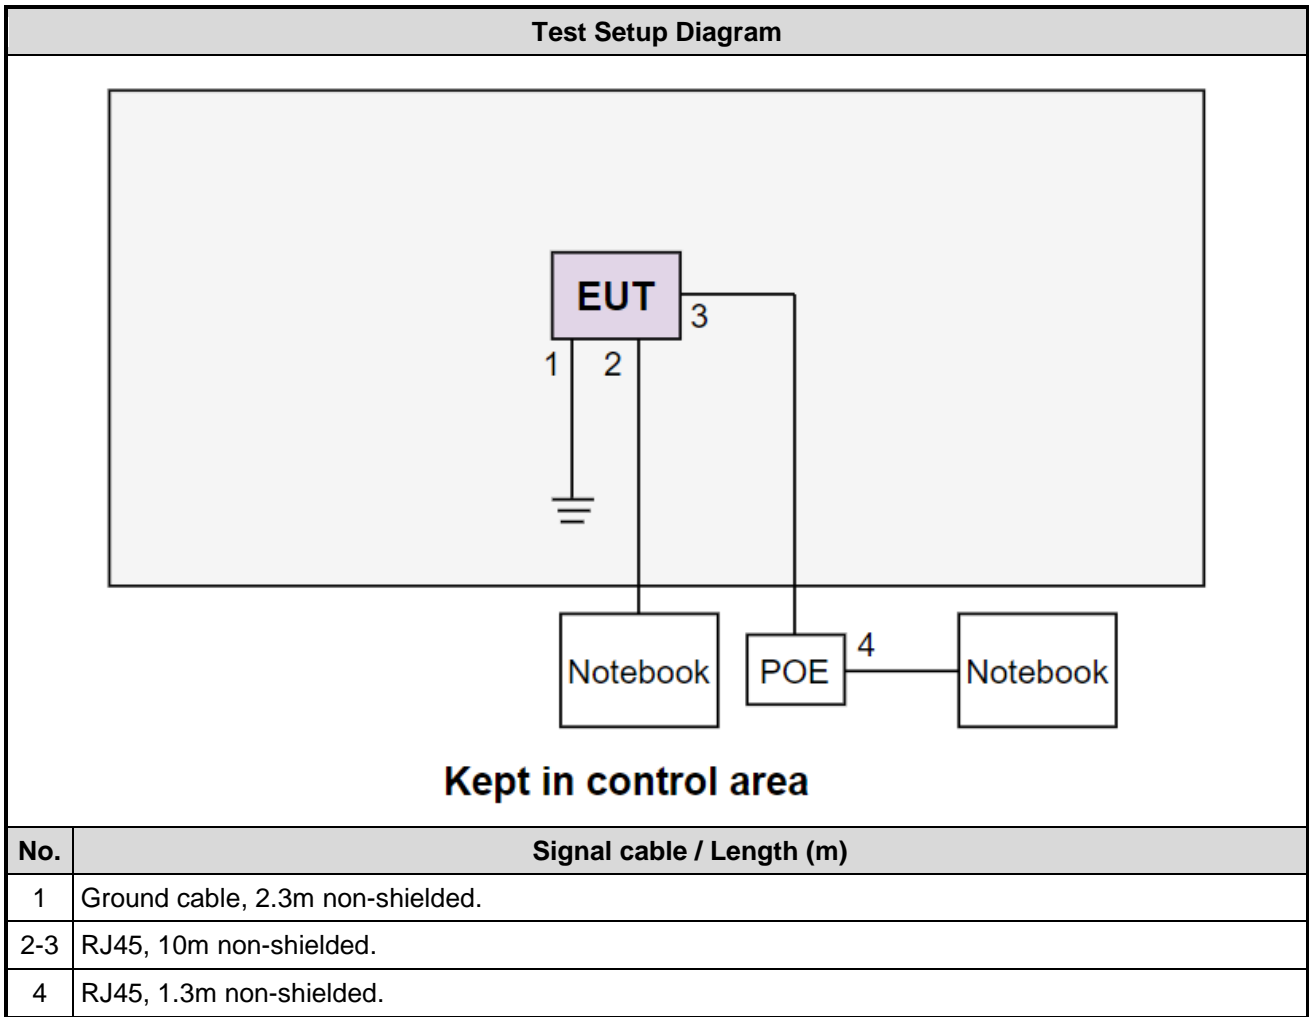 Test Setup Diagram
EUT
3
1
2
Notebook
POE
4
Notebook
Kept in control area
No. Signal cable / Length (m)
1 Ground cable, 2.3m non-shielded.
2-3 RJ45, 10m non-shielded.
4 RJ45, 1.3m non-shielded.